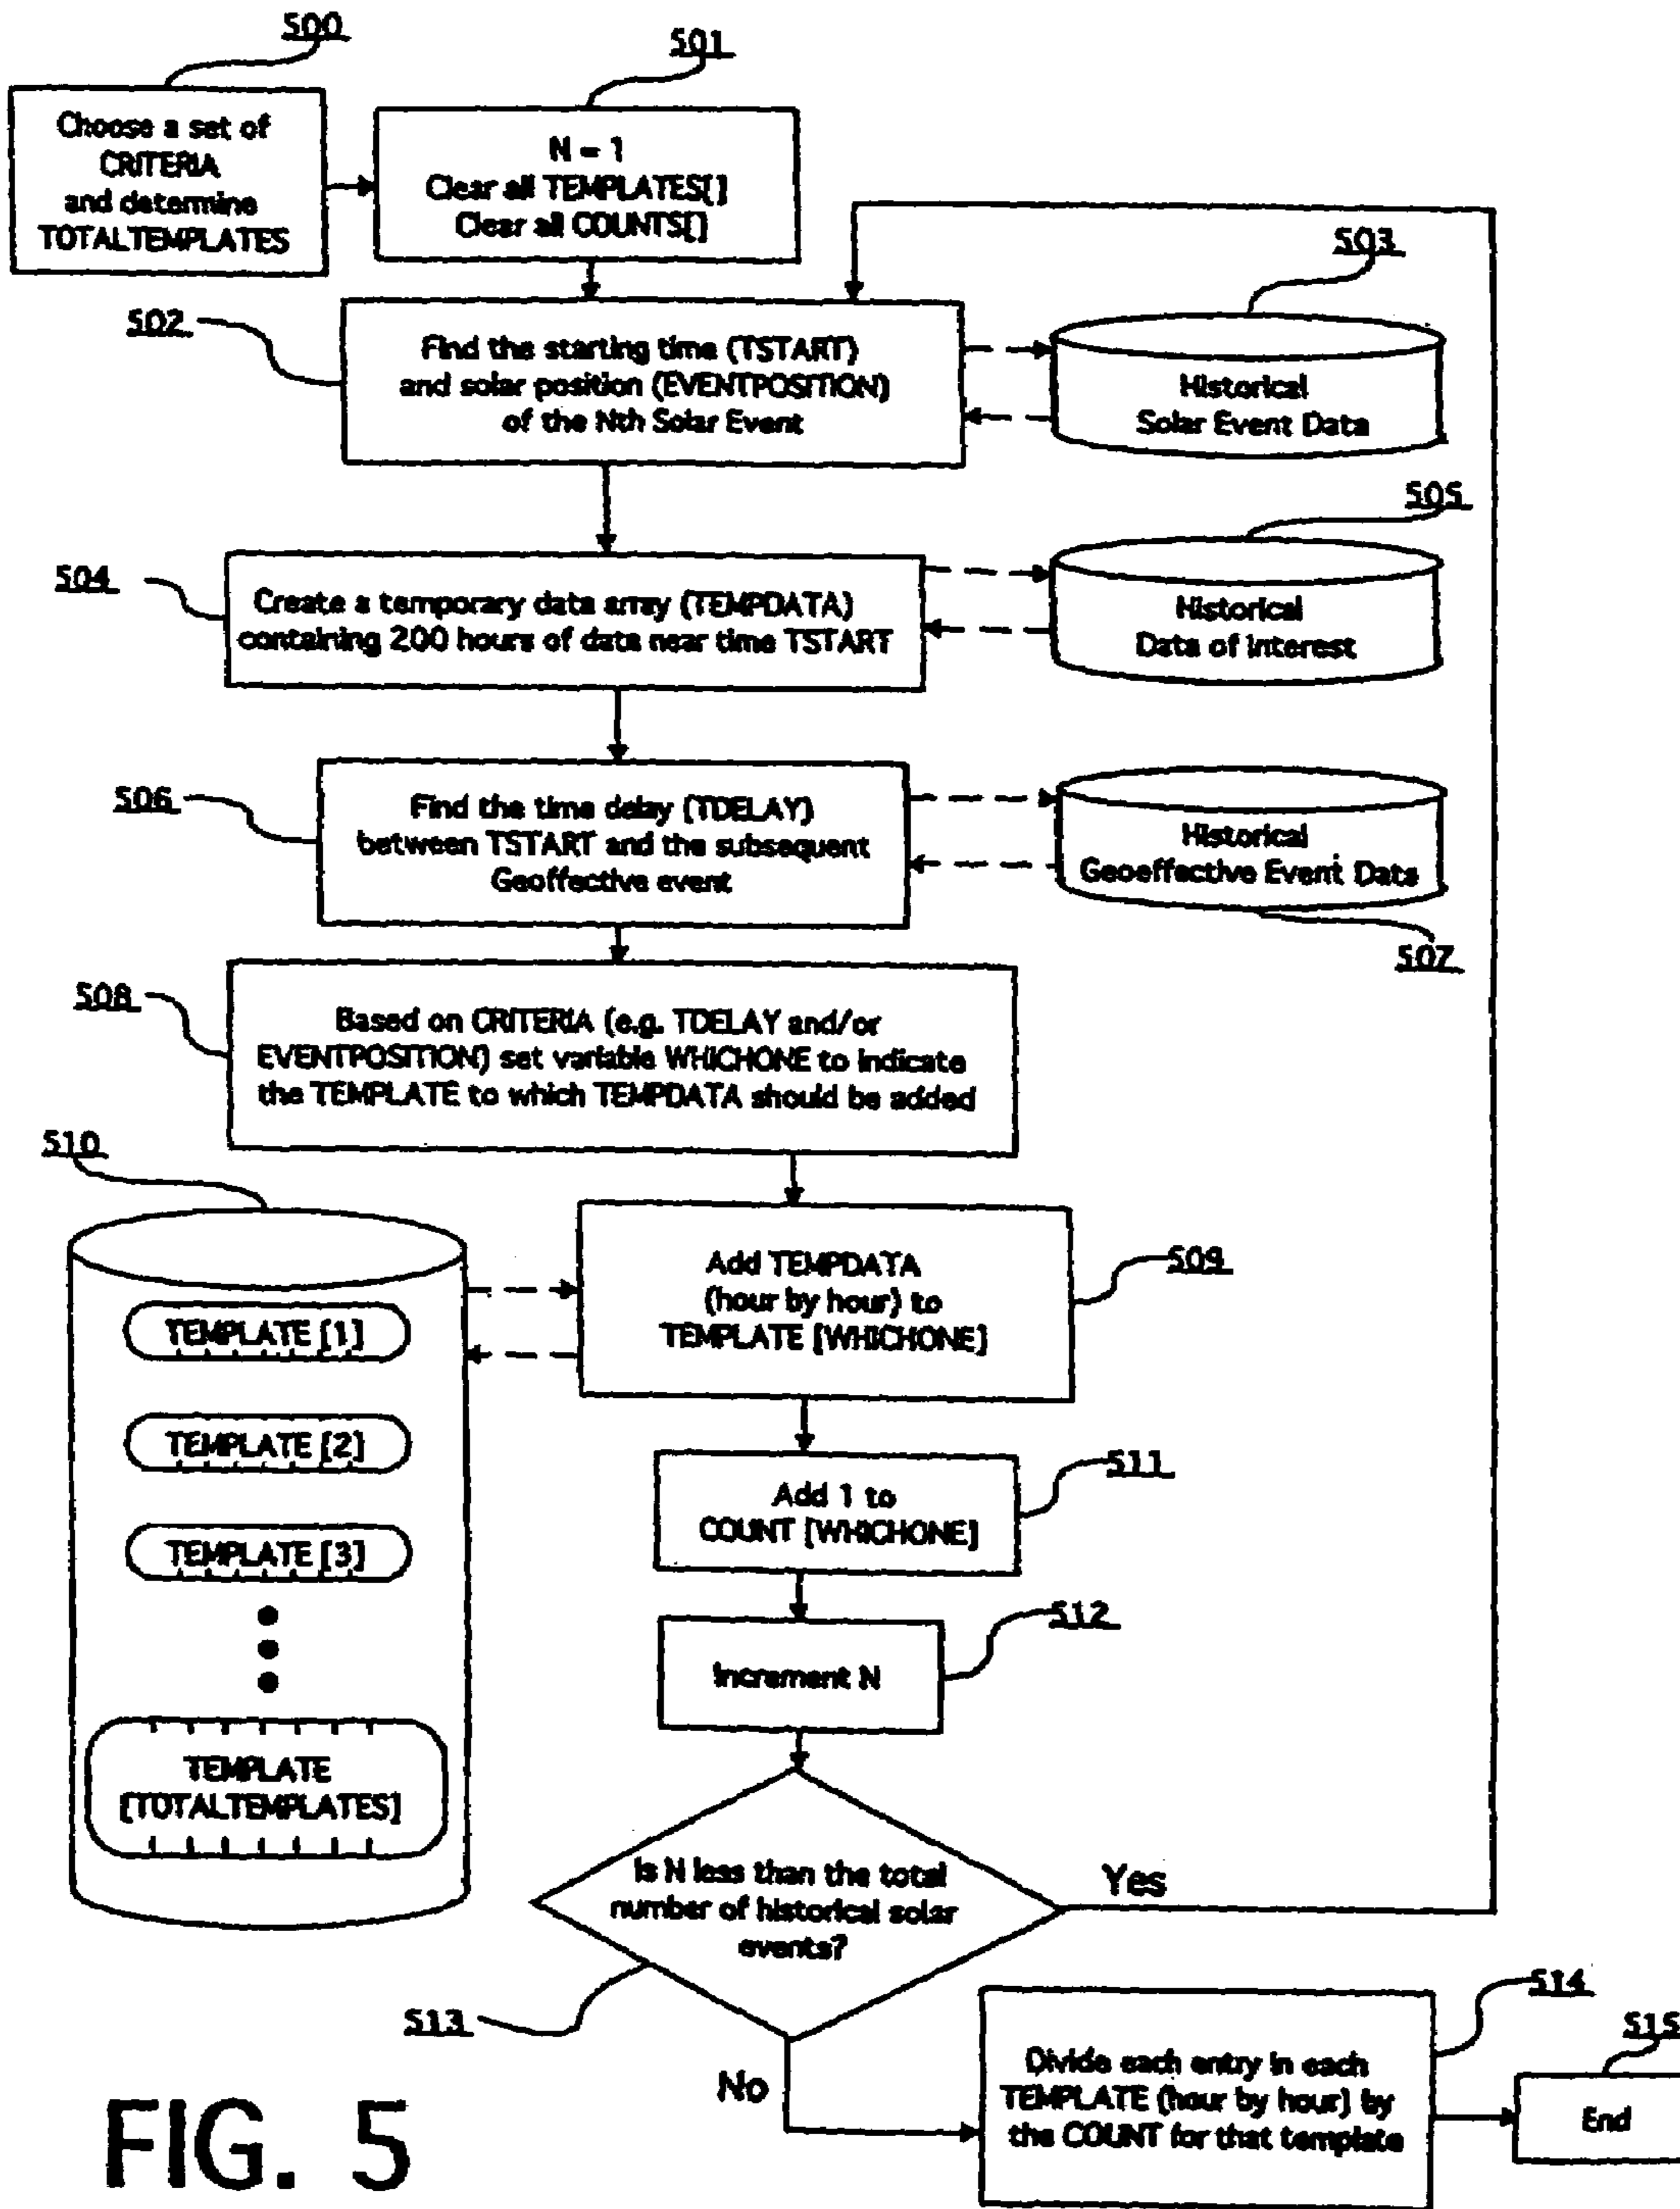 500
Choose a set of
CRITERIA
and determine
TOTALTEMPLATES
501
N = 1
Clear all TEMPLATES[]
Clear all COUNTS[]
502
Find the starting time (TSTART)
and solar position (EVENTPOSITION)
of the Nth Solar Event
503
Historical
Solar Event Data
504
Create a temporary data array (TEMPDATA)
containing 200 hours of data near time TSTART
505
Historical
Data of Interest
506
Find the time delay (TDELAY)
between TSTART and the subsequent
Geoffective event
Historical
Geoeffective Event Data
507
508
Based on CRITERIA (e.g. TDELAY and/or
EVENTPOSITION) set variable WHICHONE to indicate
the TEMPLATE to which TEMPDATA should be added
510
TEMPLATE [1]
TEMPLATE [2]
TEMPLATE [3]
TEMPLATE
[TOTALTEMPLATES]
Add TEMPDATA
(hour by hour) to
TEMPLATE [WHICHONE]
509
Add 1 to
COUNT [WHICHONE]
511
Increment N
512
Is N less than the total
number of historical solar
events?
Yes
513
No
514
Divide each entry in each
TEMPLATE (hour by hour) by
the COUNT for that template
515
End
FIG. 5